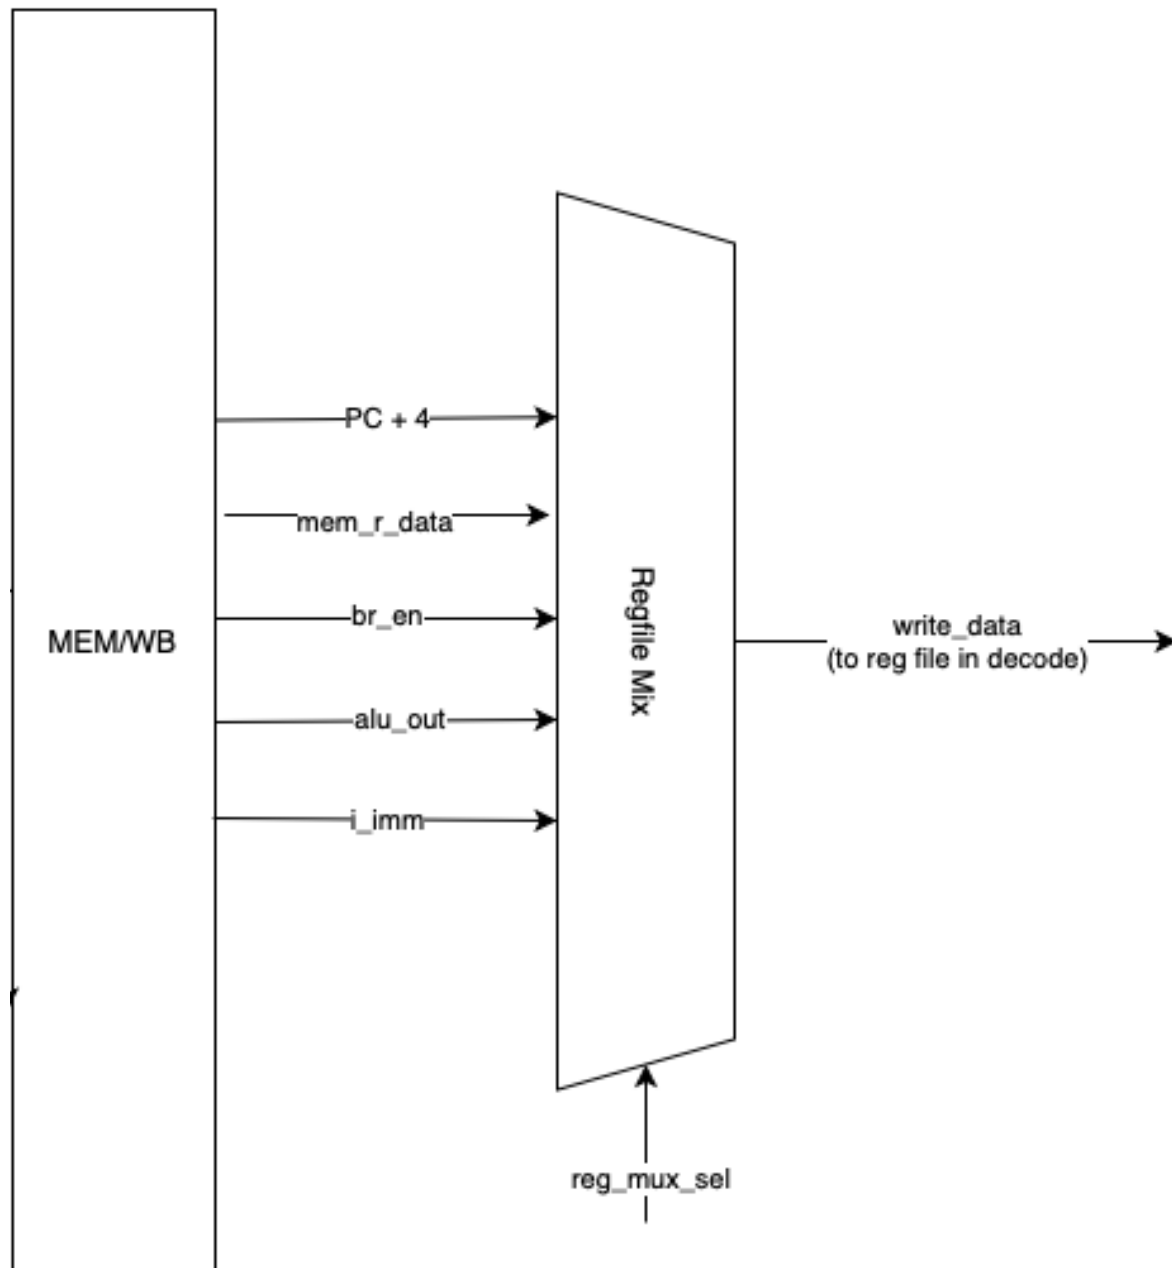 PC + 4
mem_r_data
br_en
MEM/WB
Regfile Mix
write_data
(to reg file in decode)
alu_out
i_imm
reg_mux_sel